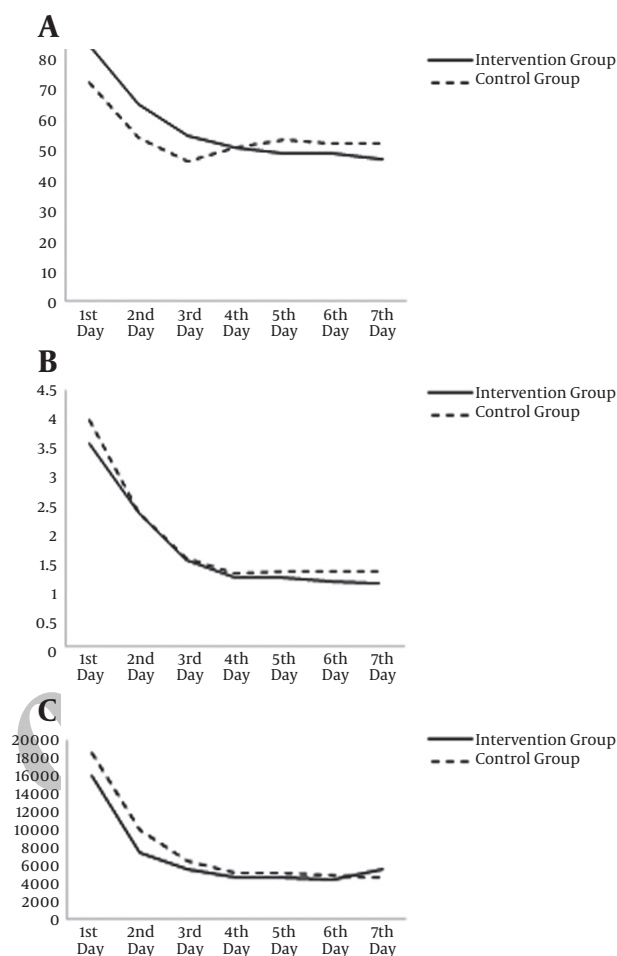 A
Intervention Group
Control Group
80
70
60
50
40
30
20
10
0
1st 2nd 3rd 4th 5th 6th 7th
Day Day Day Day Day Day Day
B
Intervention Group
Control Group
4.5
4
3.5
3
2.5
2
1.5
1
0.5
0
1st 2nd 3rd 4th 5th 6th 7th
Day Day Day Day Day Day Day
C
Intervention Group
Control Group
20000
18000
16000
14000
12000
10000
8000
6000
4000
2000
0
1st 2nd 3rd 4th 5th 6th 7th
Day Day Day Day Day Day Day